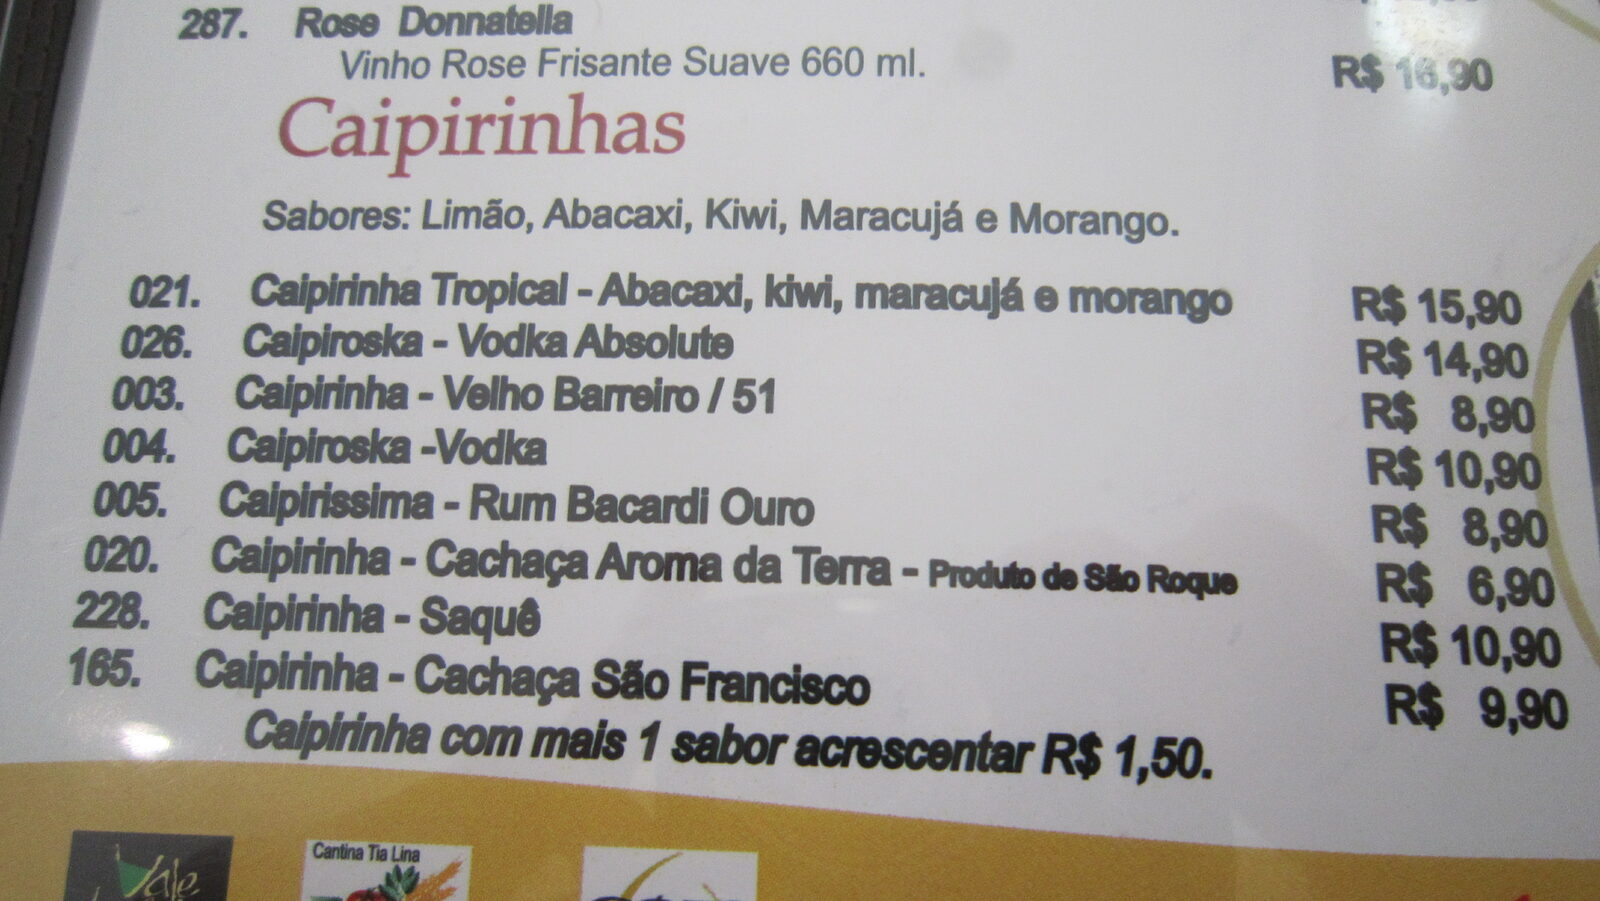 287. Rose Donnatella
Vinho Rose Frisante Suave 660 ml. R$ 16,90
Caipirinhas
Sabores: Limão, Abacaxi, Kiwi, Maracujá e Morango.
021. Caipirinha Tropical - Abacaxi, kiwi, maracujá e morango R$ 15,90
026. Caipiroska - Vodka Absolute R$ 14,90
003. Caipirinha - Velho Barreiro / 51 R$ 8,90
004. Caipiroska -Vodka R$ 10,90
005. Caipirissima - Rum Bacardi Ouro R$ 8,90
020. Caipirinha - Cachaça Aroma da Terra - Produto de São Roque R$ 6,90
228. Caipirinha - Saquê R$ 10,90
165. Caipirinha - Cachaça São Francisco R$ 9,90
Caipirinha com mais 1 sabor acrescentar R$ 1,50.
Vale
Cantina Tia Lina